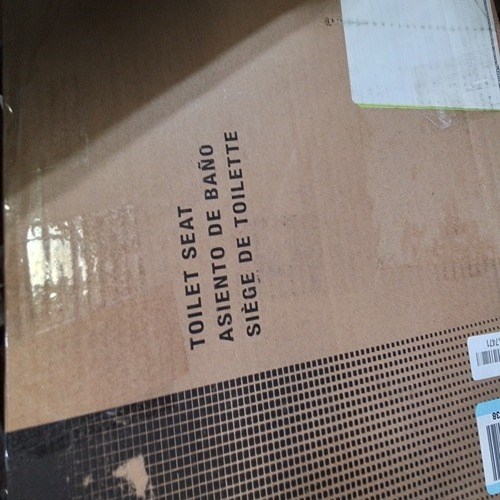 TOILET SEAT
ASIENTO DE BAÑO
SIÈGE DE TOILETTE